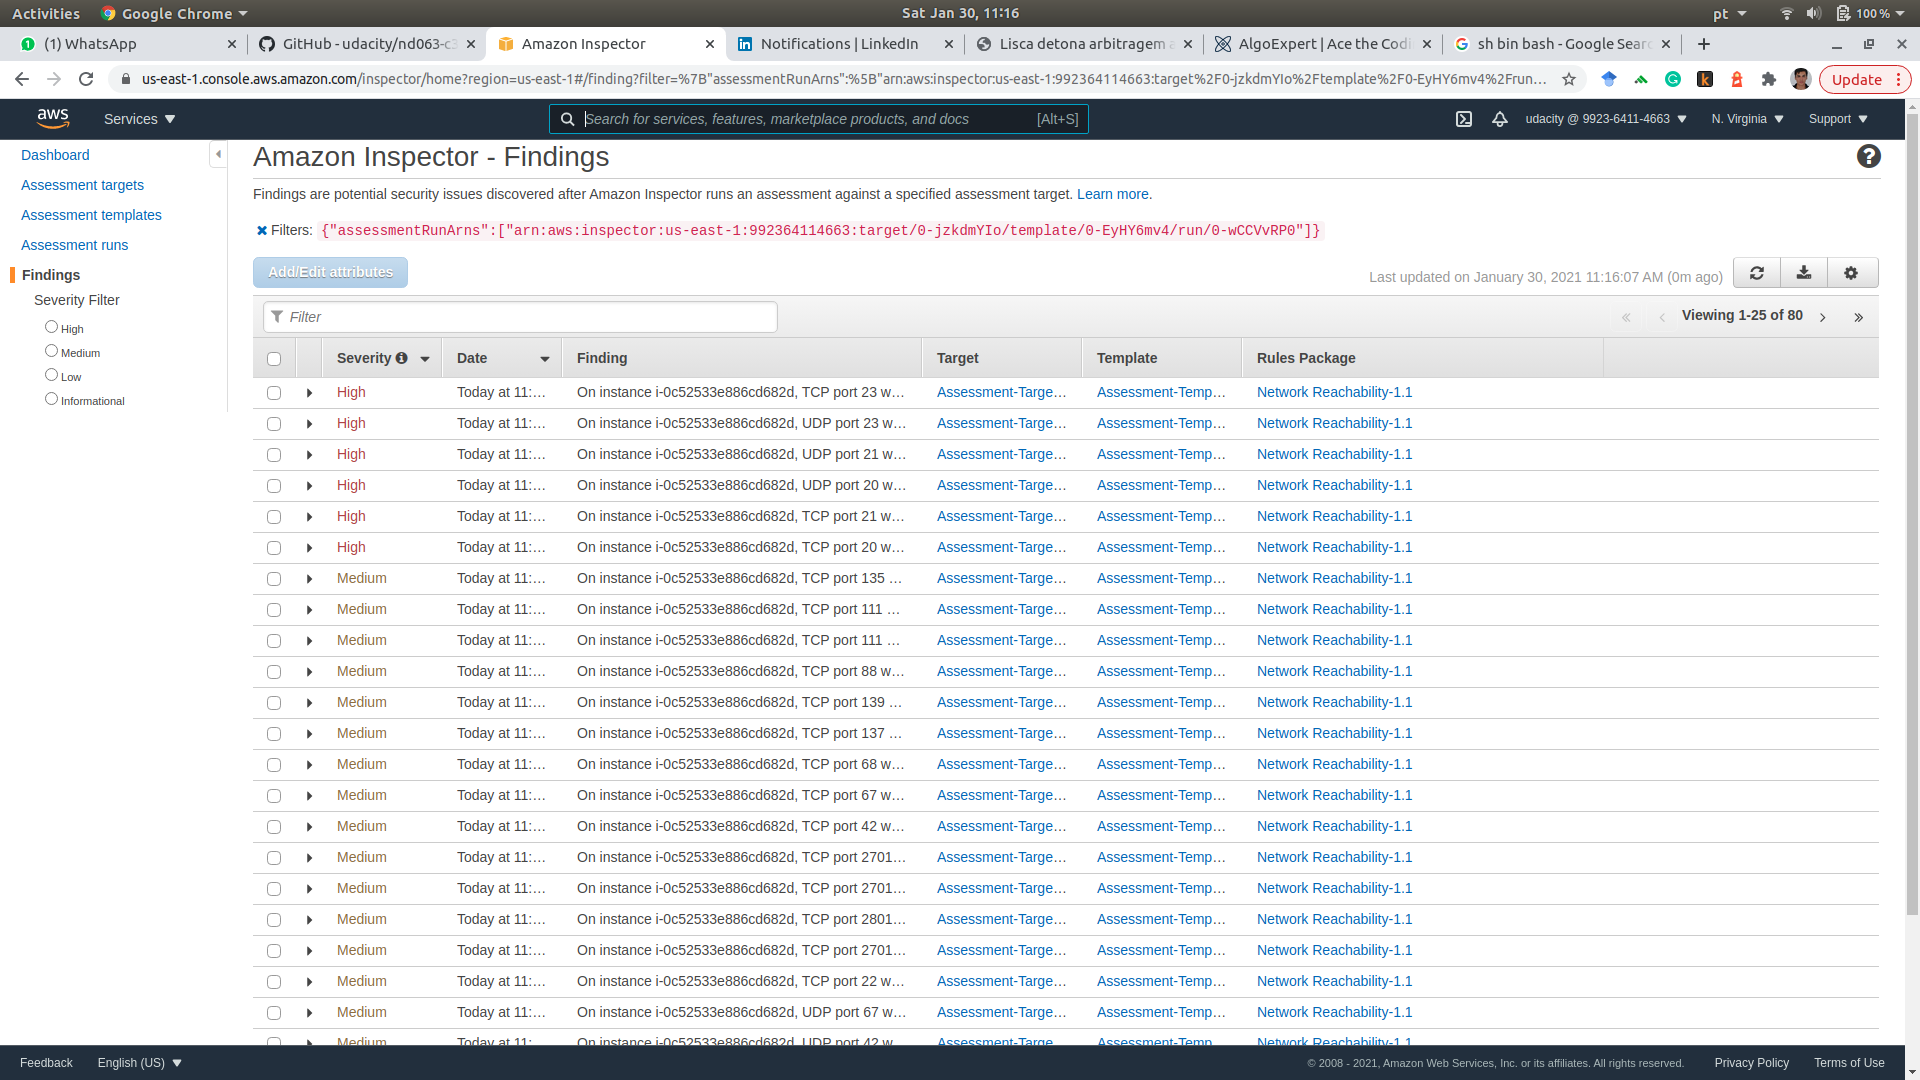 Activities Google Chrome Sat Jan 30, 11:16 pt 100 %
(1) WhatsApp GitHub - udacity/nd063-c3 Amazon Inspector Notifications | LinkedIn Lisca detona arbitragem a AlgoExpert | Ace the Codi sh bin bash - Google Searc
us-east-1.console.aws.amazon.com/inspector/home?region=us-east-1#/finding?filter=%7B"assessmentRunArns":%5B"arn:aws:inspector:us-east-1:992364114663:target%2F0-jzkdmYIo%2Ftemplate%2F0-EyHY6mv4%2Frun... Update
aws Services Search for services, features, marketplace products, and docs [Alt+S] udacity @ 9923-6411-4663 N. Virginia Support
Dashboard
Assessment targets
Assessment templates
Assessment runs
Findings
Severity Filter
High
Medium
Low
Informational
Amazon Inspector - Findings
Findings are potential security issues discovered after Amazon Inspector runs an assessment against a specified assessment target. Learn more.
Filters: {"assessmentRunArns":["arn:aws:inspector:us-east-1:992364114663:target/0-jzkdmYIo/template/0-EyHY6mv4/run/0-wCCVvRP0"]}
Add/Edit attributes Last updated on January 30, 2021 11:16:07 AM (0m ago)
Filter « ‹ Viewing 1-25 of 80 › »
Severity Date Finding Target Template Rules Package
High Today at 11:... On instance i-0c52533e886cd682d, TCP port 23 w... Assessment-Targe... Assessment-Temp... Network Reachability-1.1
High Today at 11:... On instance i-0c52533e886cd682d, UDP port 23 w... Assessment-Targe... Assessment-Temp... Network Reachability-1.1
High Today at 11:... On instance i-0c52533e886cd682d, UDP port 21 w... Assessment-Targe... Assessment-Temp... Network Reachability-1.1
High Today at 11:... On instance i-0c52533e886cd682d, UDP port 20 w... Assessment-Targe... Assessment-Temp... Network Reachability-1.1
High Today at 11:... On instance i-0c52533e886cd682d, TCP port 21 w... Assessment-Targe... Assessment-Temp... Network Reachability-1.1
High Today at 11:... On instance i-0c52533e886cd682d, TCP port 20 w... Assessment-Targe... Assessment-Temp... Network Reachability-1.1
Medium Today at 11:... On instance i-0c52533e886cd682d, TCP port 135 ... Assessment-Targe... Assessment-Temp... Network Reachability-1.1
Medium Today at 11:... On instance i-0c52533e886cd682d, TCP port 111 ... Assessment-Targe... Assessment-Temp... Network Reachability-1.1
Medium Today at 11:... On instance i-0c52533e886cd682d, TCP port 111 ... Assessment-Targe... Assessment-Temp... Network Reachability-1.1
Medium Today at 11:... On instance i-0c52533e886cd682d, TCP port 88 w... Assessment-Targe... Assessment-Temp... Network Reachability-1.1
Medium Today at 11:... On instance i-0c52533e886cd682d, TCP port 139 ... Assessment-Targe... Assessment-Temp... Network Reachability-1.1
Medium Today at 11:... On instance i-0c52533e886cd682d, TCP port 137 ... Assessment-Targe... Assessment-Temp... Network Reachability-1.1
Medium Today at 11:... On instance i-0c52533e886cd682d, TCP port 68 w... Assessment-Targe... Assessment-Temp... Network Reachability-1.1
Medium Today at 11:... On instance i-0c52533e886cd682d, TCP port 67 w... Assessment-Targe... Assessment-Temp... Network Reachability-1.1
Medium Today at 11:... On instance i-0c52533e886cd682d, TCP port 42 w... Assessment-Targe... Assessment-Temp... Network Reachability-1.1
Medium Today at 11:... On instance i-0c52533e886cd682d, TCP port 2701... Assessment-Targe... Assessment-Temp... Network Reachability-1.1
Medium Today at 11:... On instance i-0c52533e886cd682d, TCP port 2701... Assessment-Targe... Assessment-Temp... Network Reachability-1.1
Medium Today at 11:... On instance i-0c52533e886cd682d, TCP port 2801... Assessment-Targe... Assessment-Temp... Network Reachability-1.1
Medium Today at 11:... On instance i-0c52533e886cd682d, TCP port 2701... Assessment-Targe... Assessment-Temp... Network Reachability-1.1
Medium Today at 11:... On instance i-0c52533e886cd682d, TCP port 22 w... Assessment-Targe... Assessment-Temp... Network Reachability-1.1
Medium Today at 11:... On instance i-0c52533e886cd682d, UDP port 67 w... Assessment-Targe... Assessment-Temp... Network Reachability-1.1
Medium Today at 11:... On instance i-0c52533e886cd682d, UDP port 42 w... Assessment-Targe... Assessment-Temp... Network Reachability-1.1
Feedback English (US) © 2008 - 2021, Amazon Web Services, Inc. or its affiliates. All rights reserved. Privacy Policy Terms of Use